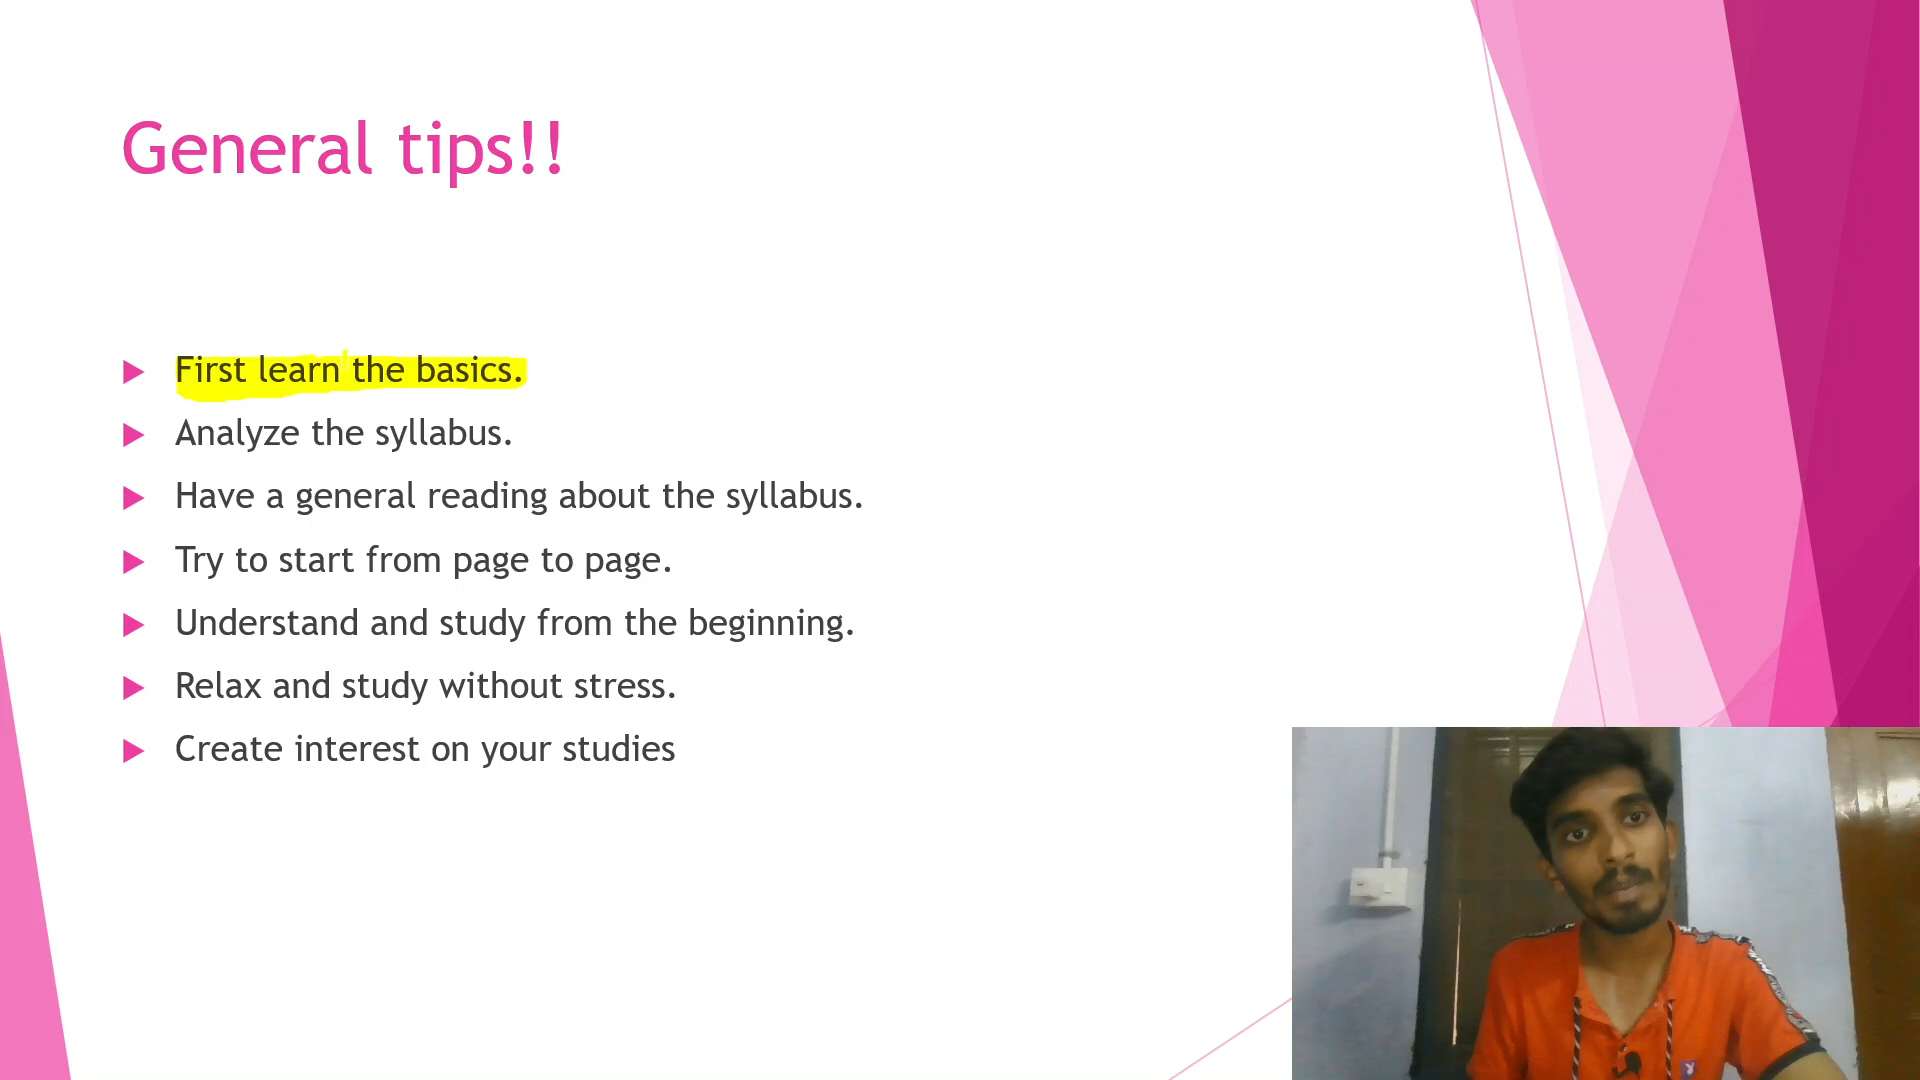 General tips!!
First learn the basics.
Analyze the syllabus.
Have a general reading about the syllabus.
Try to start from page to page.
Understand and study from the beginning.
Relax and study without stress.
Create interest on your studies